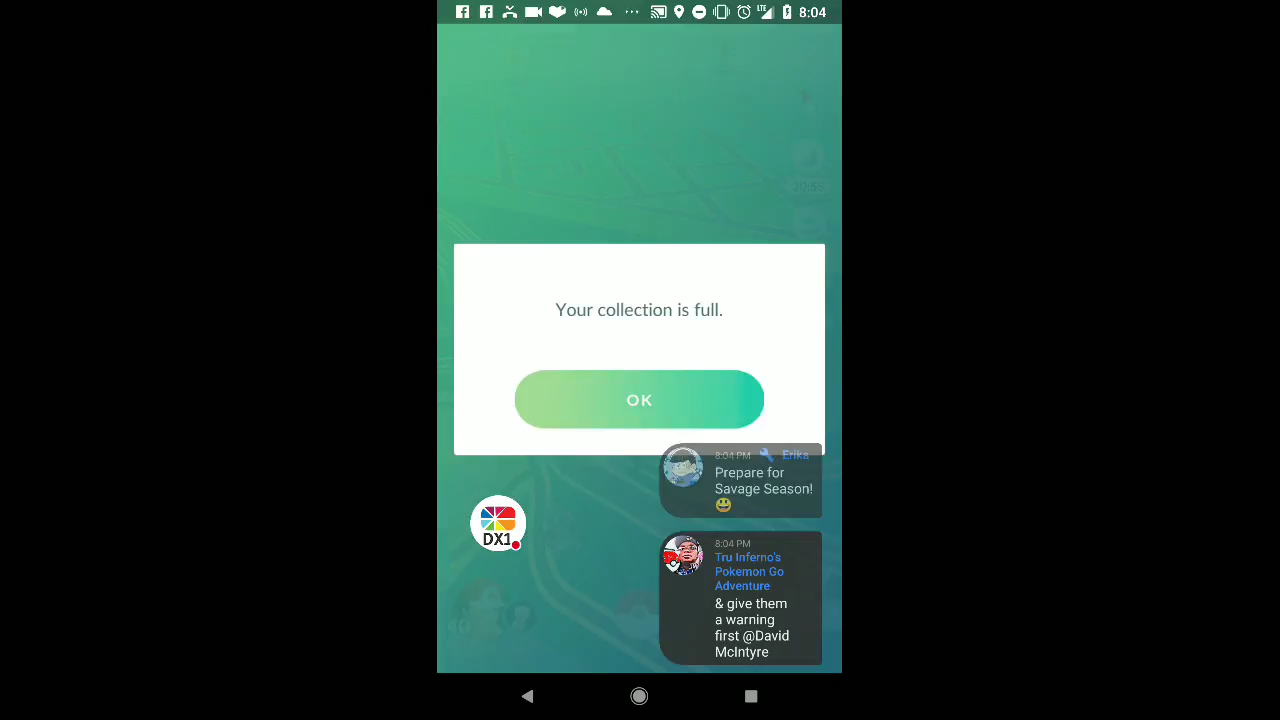 LTE 8:04
Your collection is full.
OK
8:04 PM Erika
Prepare for
Savage Season!
😃
DX1
8:04 PM
Tru Inferno's
Pokemon Go
Adventure
& give them
a warning
first @David
McIntyre